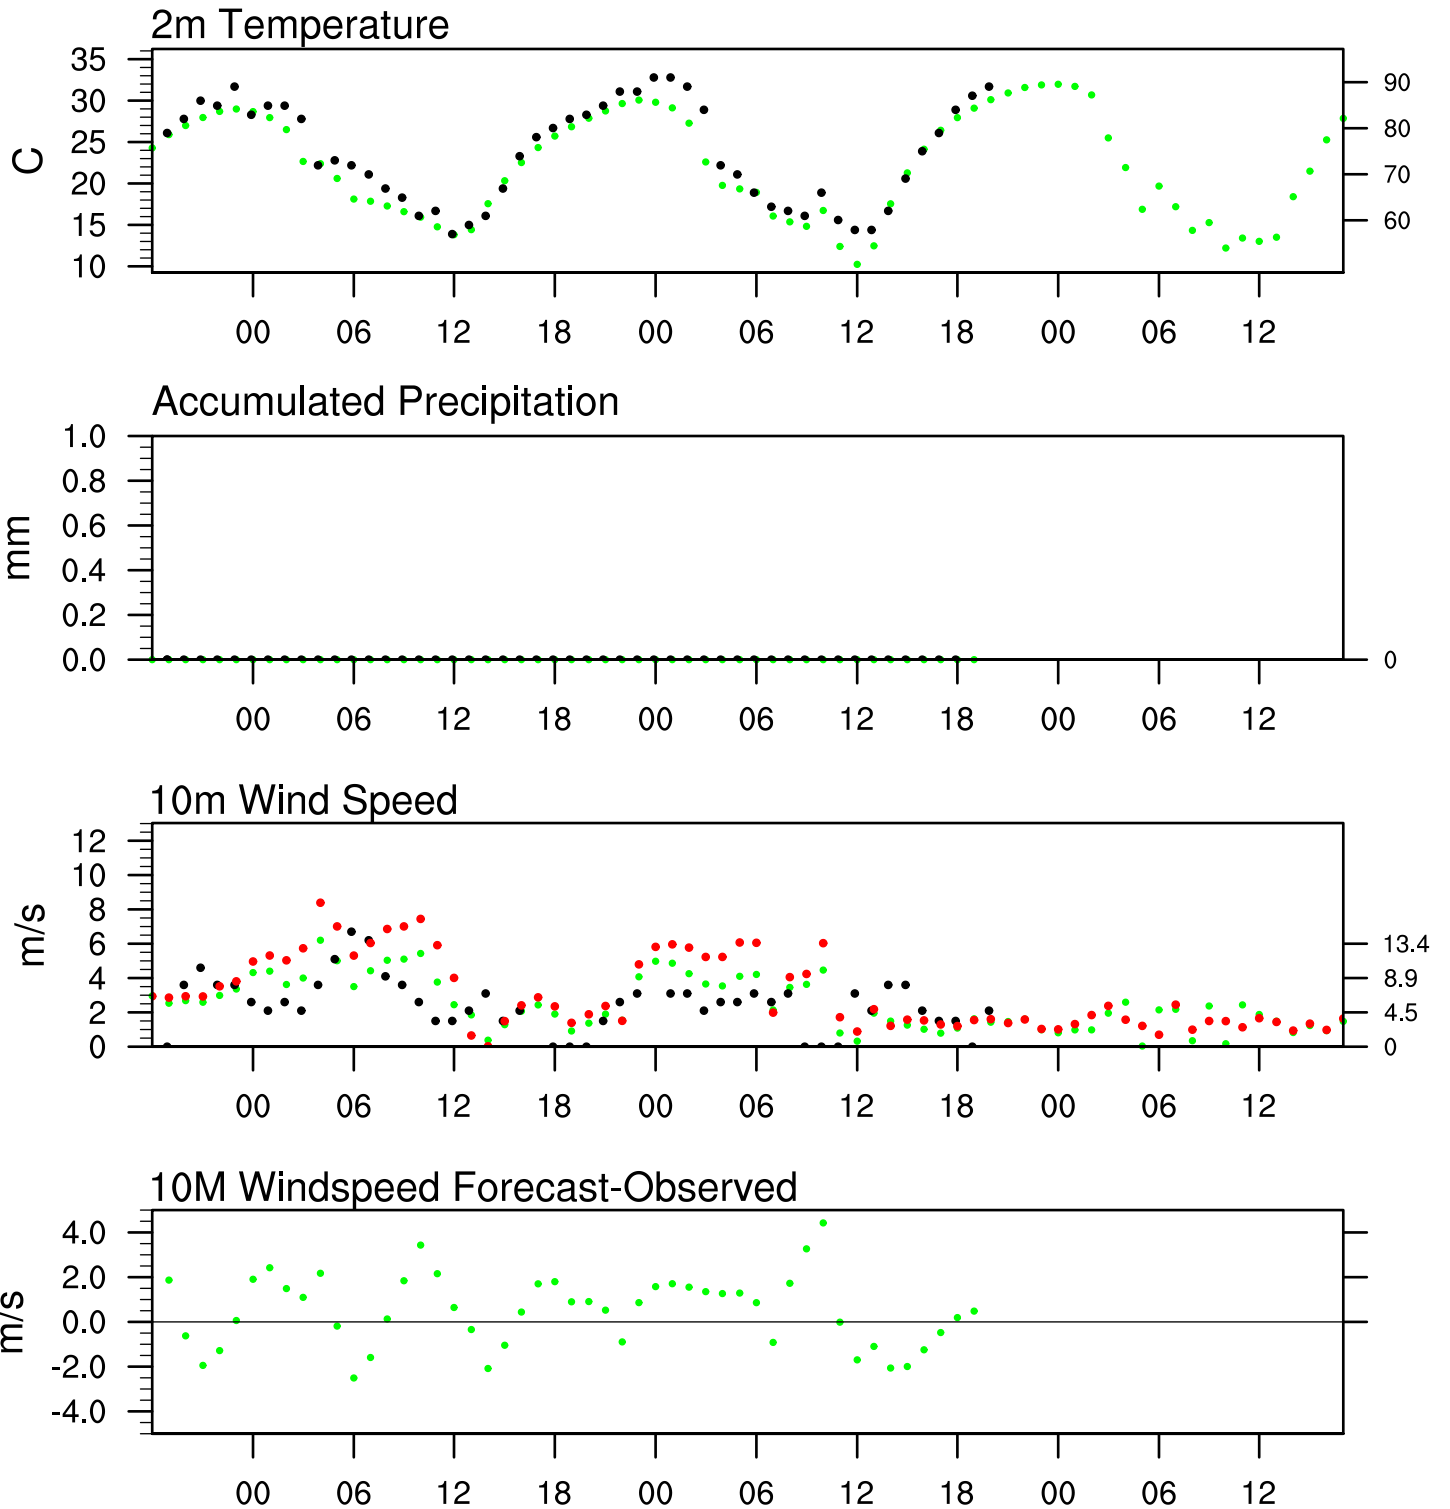 2m Temperature
35
30
25
20
15
10
C
90
80
70
60
00 06 12 18 00 06 12 18 00 06 12
Accumulated Precipitation
1.0
0.8
0.6
0.4
0.2
0.0
mm
0
00 06 12 18 00 06 12 18 00 06 12
10m Wind Speed
12
10
8
6
4
2
0
m/s
13.4
8.9
4.5
0
00 06 12 18 00 06 12 18 00 06 12
10M Windspeed Forecast-Observed
4.0
2.0
0.0
-2.0
-4.0
m/s
00 06 12 18 00 06 12 18 00 06 12